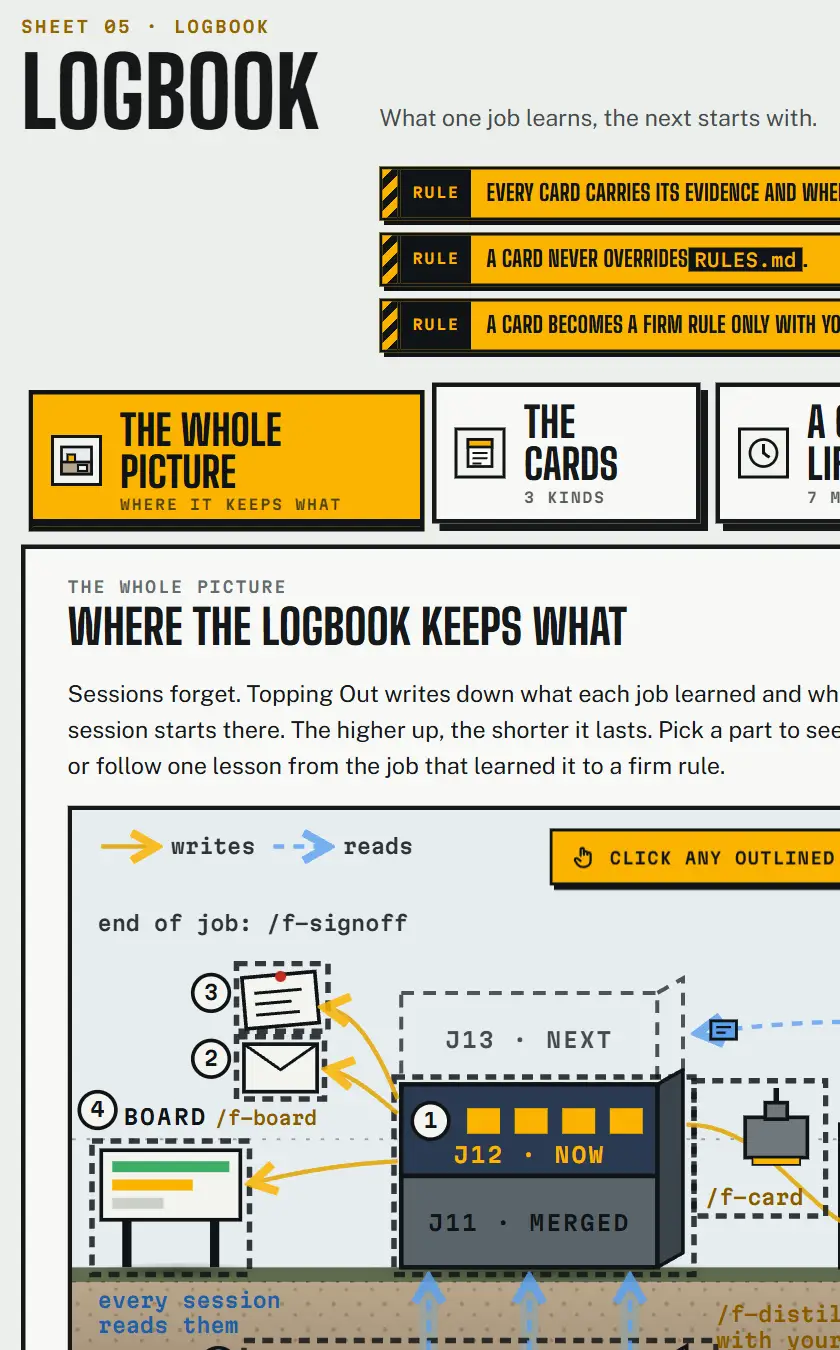 SHEET 05 · LOGBOOK
LOGBOOK
What one job learns, the next starts with.
RULE EVERY CARD CARRIES ITS EVIDENCE AND
RULE A CARD NEVER OVERRIDES RULES.md.
RULE A CARD BECOMES A FIRM RULE ONLY WITH
THE WHOLE
PICTURE
WHERE IT KEEPS WHAT
THE
CARDS
3 KINDS
A
7
THE WHOLE PICTURE
WHERE THE LOGBOOK KEEPS WHAT
Sessions forget. Topping Out writes down what each job learned and
session starts there. The higher up, the shorter it lasts. Pick a part to see
or follow one lesson from the job that learned it to a firm rule.
writes reads
CLICK ANY OUTLINED
end of job: /f-signoff
3
J13 · NEXT
2
4 BOARD /f-board
1
J12 · NOW
/f-card
J11 · MERGED
every session
reads them
with your